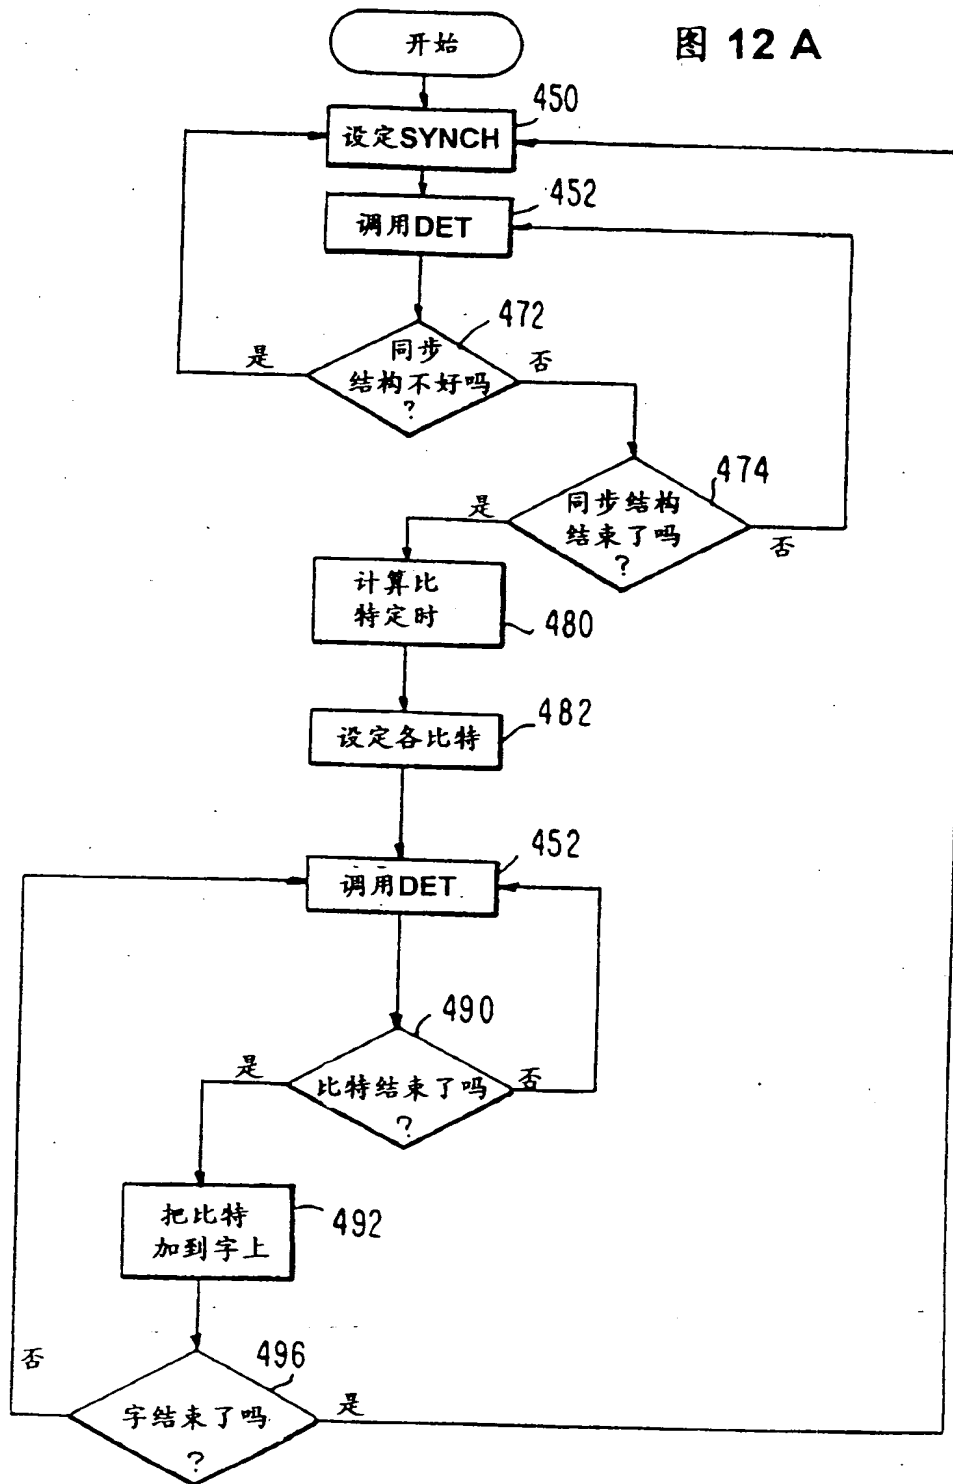 图 12 A
开始
450
设定SYNCH
452
调用DET
472
同步
结构不好吗
?
是
否
474
同步结构
结束了吗
?
是
否
计算比
特定时
480
482
设定各比特
452
调用DET
490
比特结束了吗
?
是
否
把比特
加到字上
492
496
字结束了吗
?
否
是